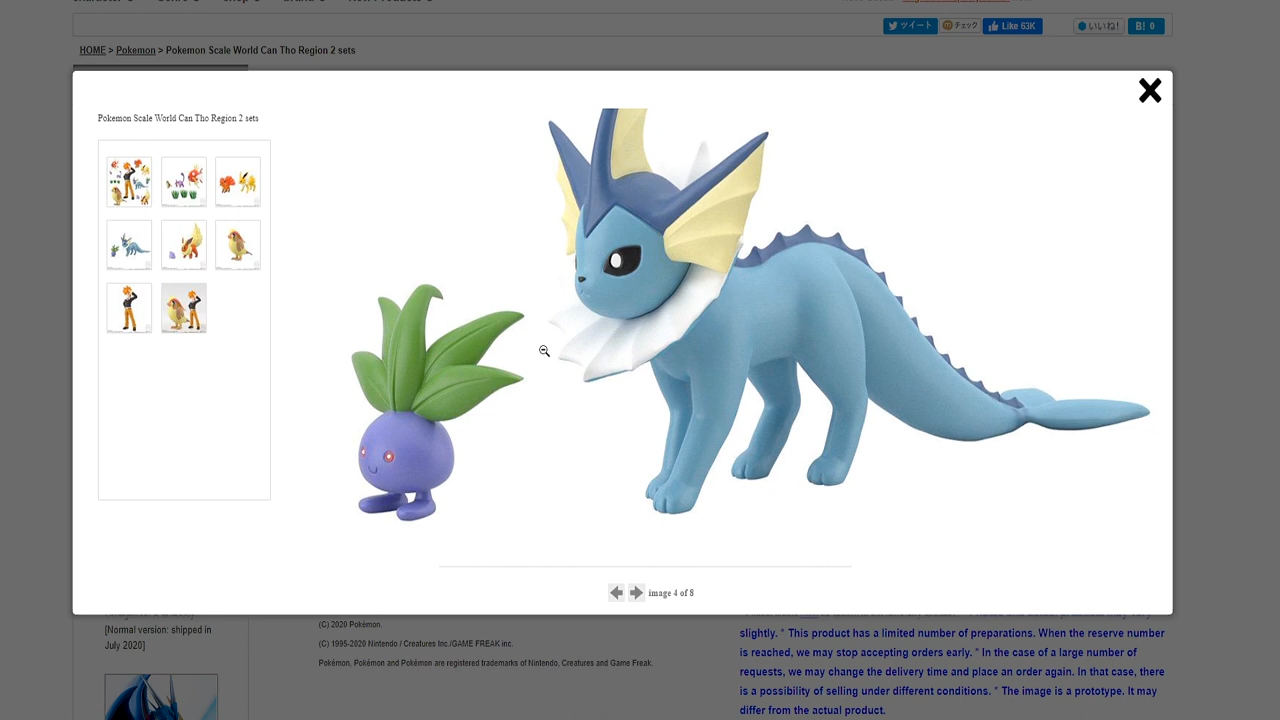 ツイート
チェック
Like 63K
いいね!
B! 0
HOME > Pokemon > Pokemon Scale World Can Tho Region 2 sets
Pokemon Scale World Can Tho Region 2 sets
image 4 of 8
[Normal version: shipped in
July 2020]
(C) 2020 Pokémon.
(C) 1995-2020 Nintendo / Creatures Inc./GAME FREAK inc.
Pokémon, Pokémon and Pokémon are registered trademarks of Nintendo, Creatures and Game Freak.
slightly. * This product has a limited number of preparations. When the reserve number
is reached, we may stop accepting orders early. * In the case of a large number of
requests, we may change the delivery time and place an order again. In that case, there
is a possibility of selling under different conditions. * The image is a prototype. It may
differ from the actual product.